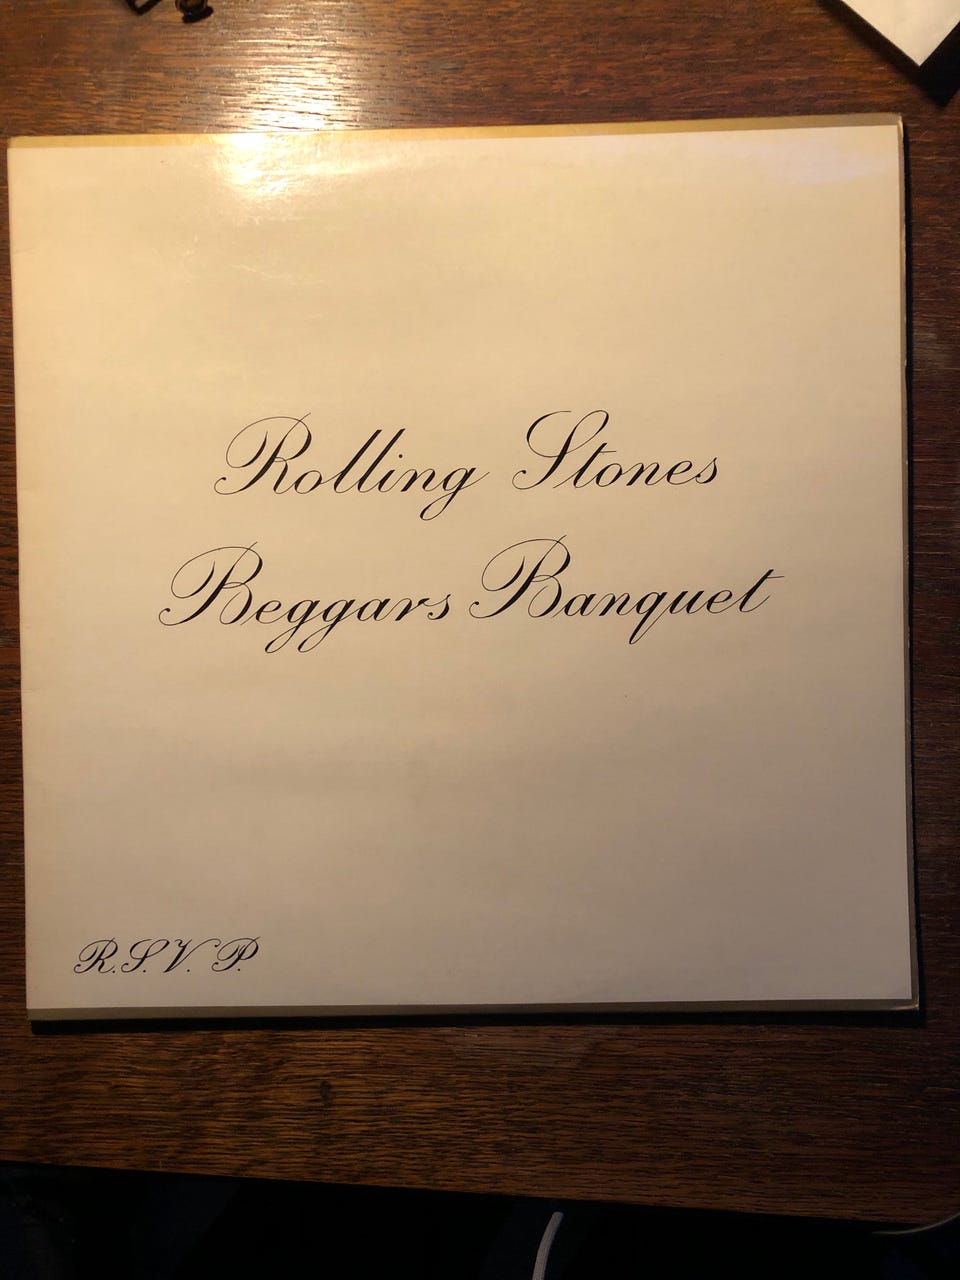 Rolling Stones
Beggars Banquet
R.S.V.P.